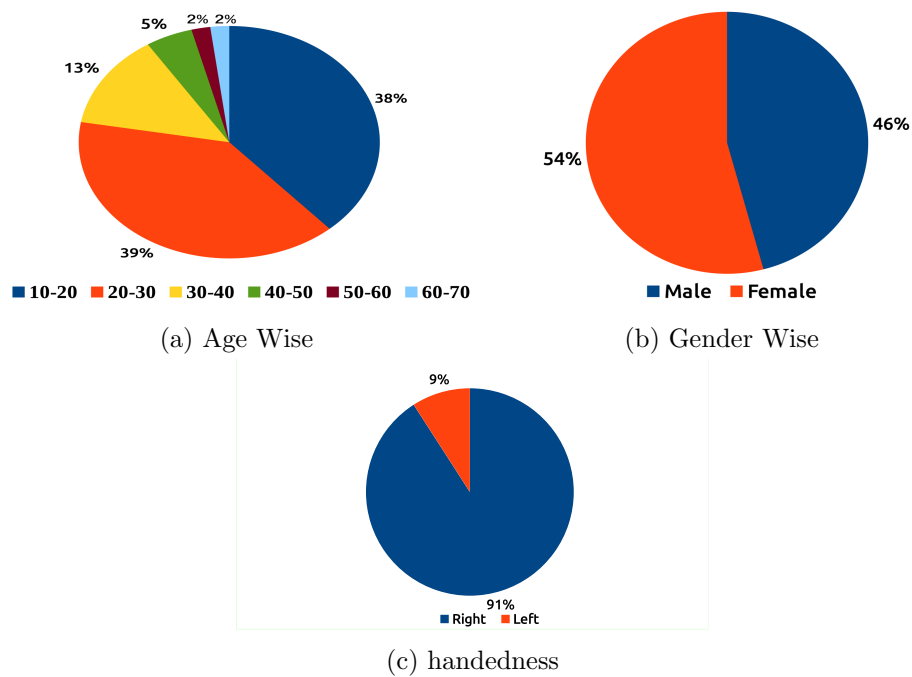 2% 2%
5%
13%
38%
39%
10-20 20-30 30-40 40-50 50-60 60-70
(a) Age Wise
46%
54%
Male Female
(b) Gender Wise
9%
91%
Right Left
(c) handedness